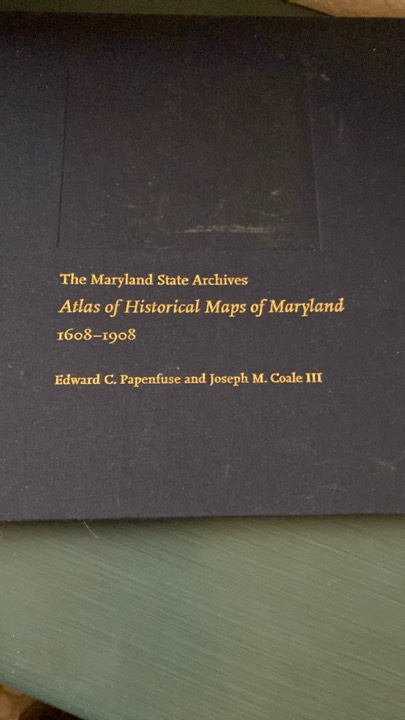 The Maryland State Archives
Atlas of Historical Maps of Maryland
1608–1908
Edward C. Papenfuse and Joseph M. Coale III